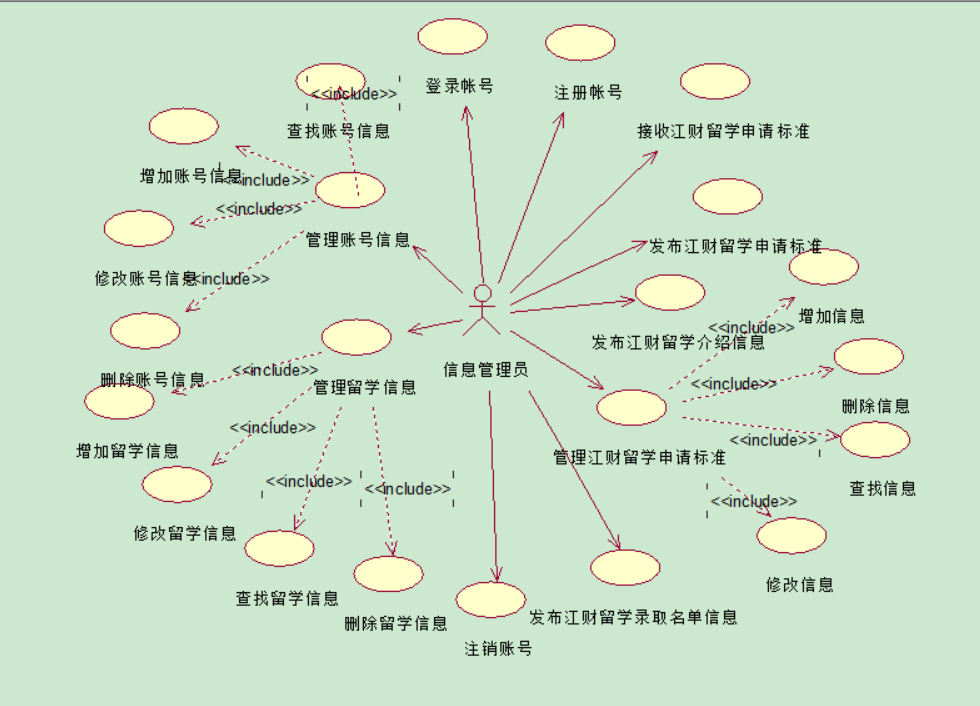 登录帐号
注册帐号
<<include>>
查找账号信息
接收江财留学申请标准
增加账号信息
<<include>>
<<include>>
管理账号信息
发布江财留学申请标准
修改账号信息
<<include>>
增加信息
<<include>>
发布江财留学介绍信息
信息管理员
删除账号信息
<<include>>
管理留学信息
<<include>>
删除信息
增加留学信息
<<include>>
<<include>>
管理江财留学申请标准
查找信息
<<include>>
<<include>>
<<include>>
修改留学信息
修改信息
查找留学信息
删除留学信息
发布江财留学录取名单信息
注销账号